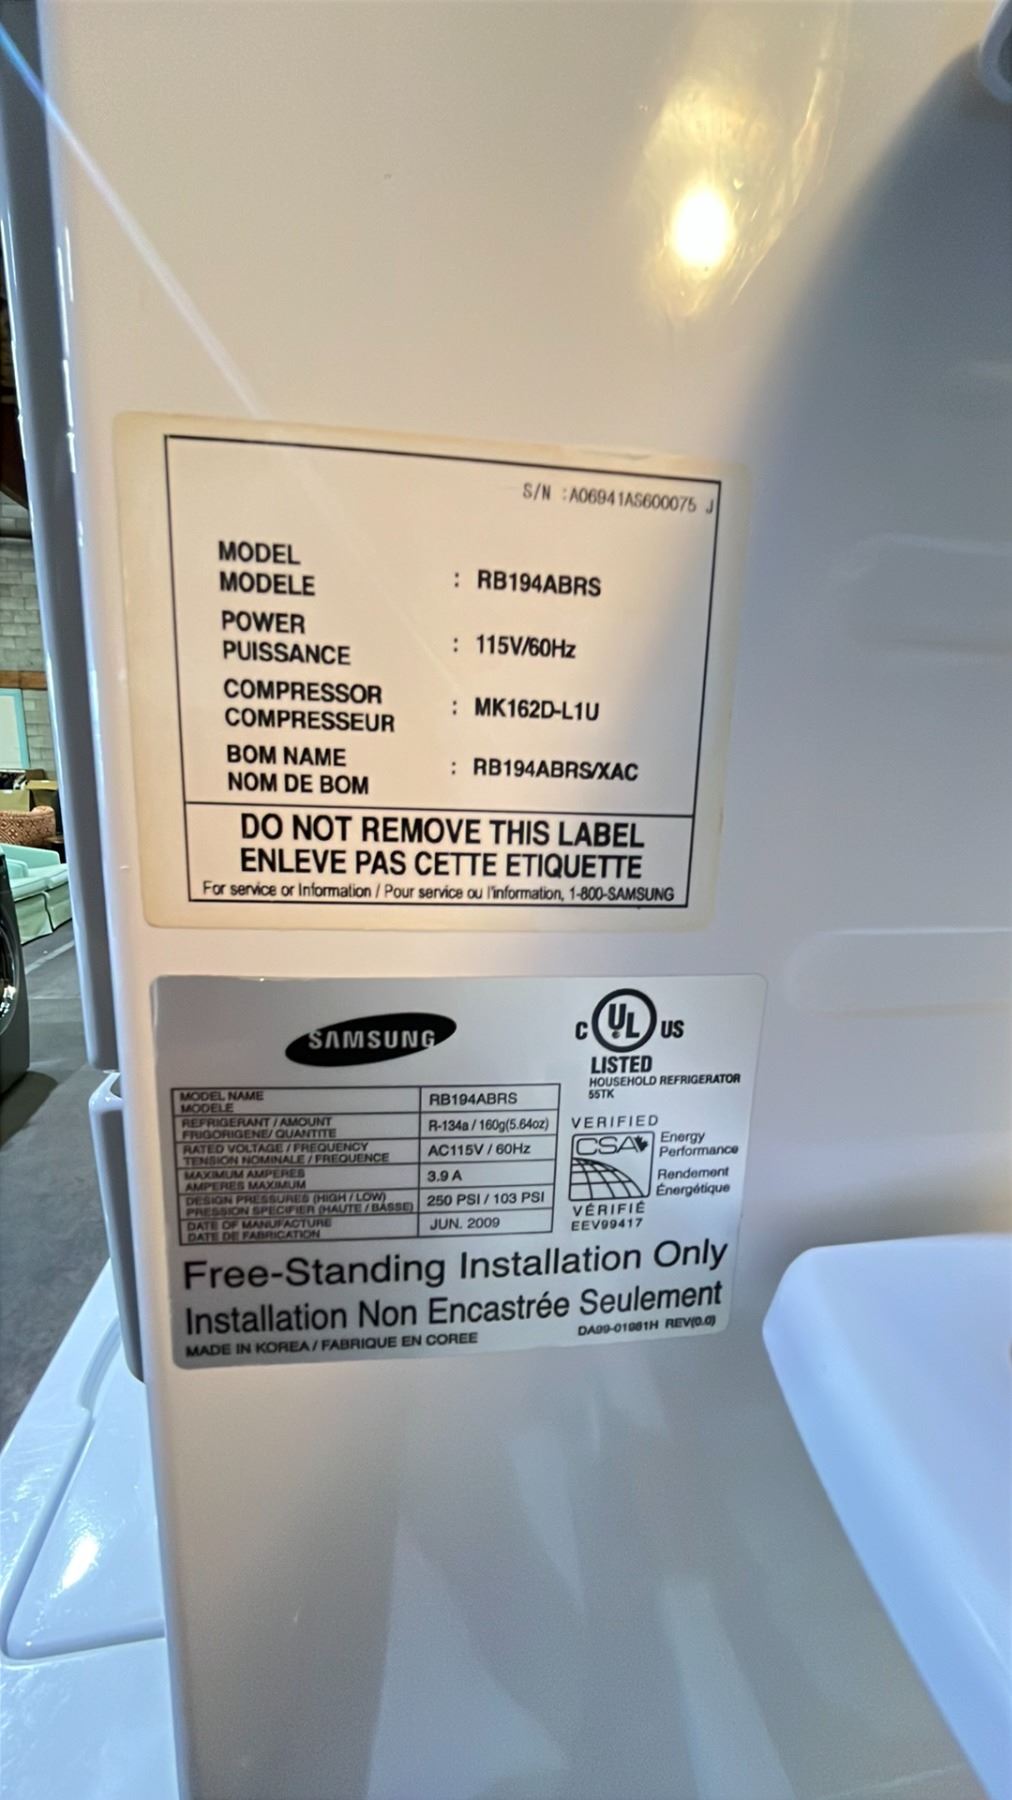 S/N :A06941AS600075 J
MODEL
MODELE : RB194ABRS
POWER
PUISSANCE : 115V/60Hz
COMPRESSOR
COMPRESSEUR : MK162D-L1U
BOM NAME
NOM DE BOM : RB194ABRS/XAC
DO NOT REMOVE THIS LABEL
ENLEVE PAS CETTE ETIQUETTE
For service or Information / Pour service ou l'information, 1-800-SAMSUNG
SAMSUNG
C UL US
LISTED
HOUSEHOLD REFRIGERATOR
55TK
MODEL NAME
MODELE
RB194ABRS
REFRIGERANT / AMOUNT
FRIGORIGENE/ QUANTITE
R-134a / 160g(5.64oz)
RATED VOLTAGE / FREQUENCY
TENSION NOMINALE / FREQUENCE
AC115V / 60Hz
MAXIMUM AMPERES
AMPERES MAXIMUM
3.9 A
DESIGN PRESSURES (HIGH / LOW)
PRESSION SPECIFIER (HAUTE / BASSE)
250 PSI / 103 PSI
DATE OF MANUFACTURE
DATE DE FABRICATION
JUN. 2009
VERIFIED
CSA
Energy
Performance
Rendement
Énergétique
VÉRIFIÉ
EEV99417
Free-Standing Installation Only
Installation Non Encastrée Seulement
MADE IN KOREA / FABRIQUE EN COREE
DA99-01981H REV(0.0)